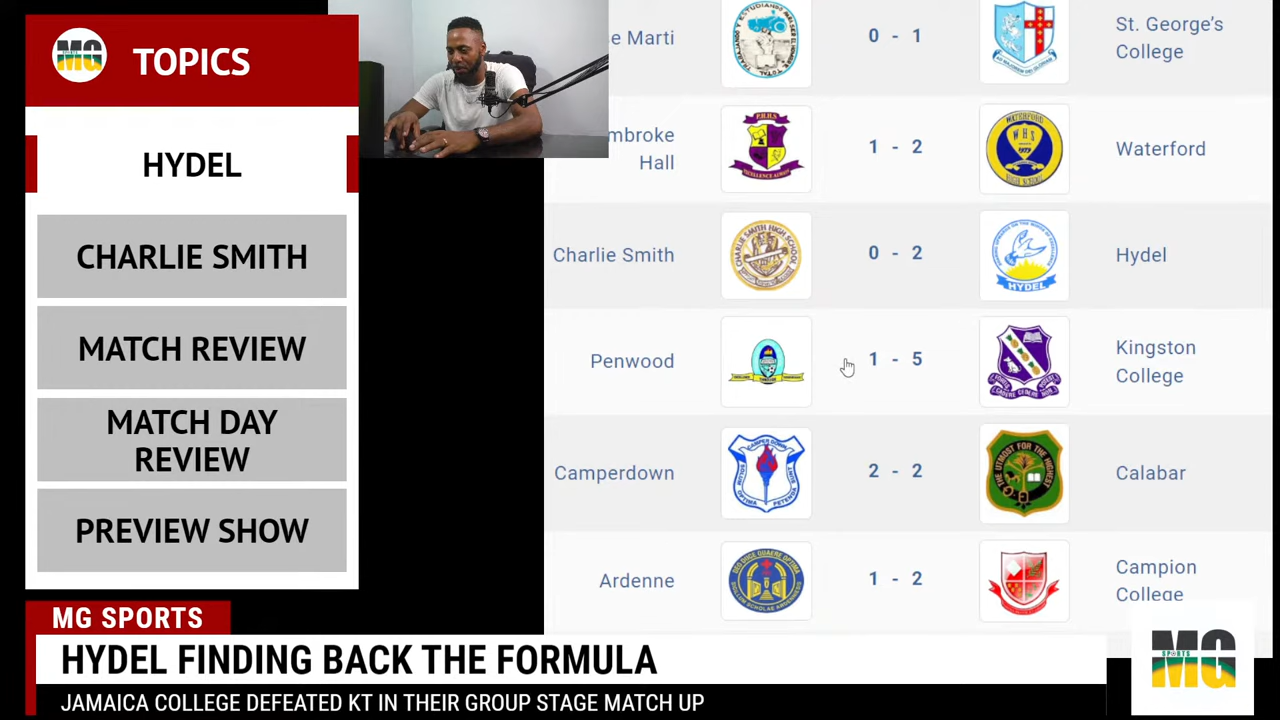 MG
TOPICS
HYDEL
CHARLIE SMITH
MATCH REVIEW
MATCH DAY
REVIEW
PREVIEW SHOW
e Marti
0 - 1
St. George’s
College
mbroke
Hall
1 - 2
Waterford
Charlie Smith
0 - 2
HYDEL
Hydel
Penwood
1 - 5
Kingston
College
Camperdown
2 - 2
Calabar
Ardenne
1 - 2
Campion
College
MG SPORTS
HYDEL FINDING BACK THE FORMULA
JAMAICA COLLEGE DEFEATED KT IN THEIR GROUP STAGE MATCH UP
MG
SPORTS